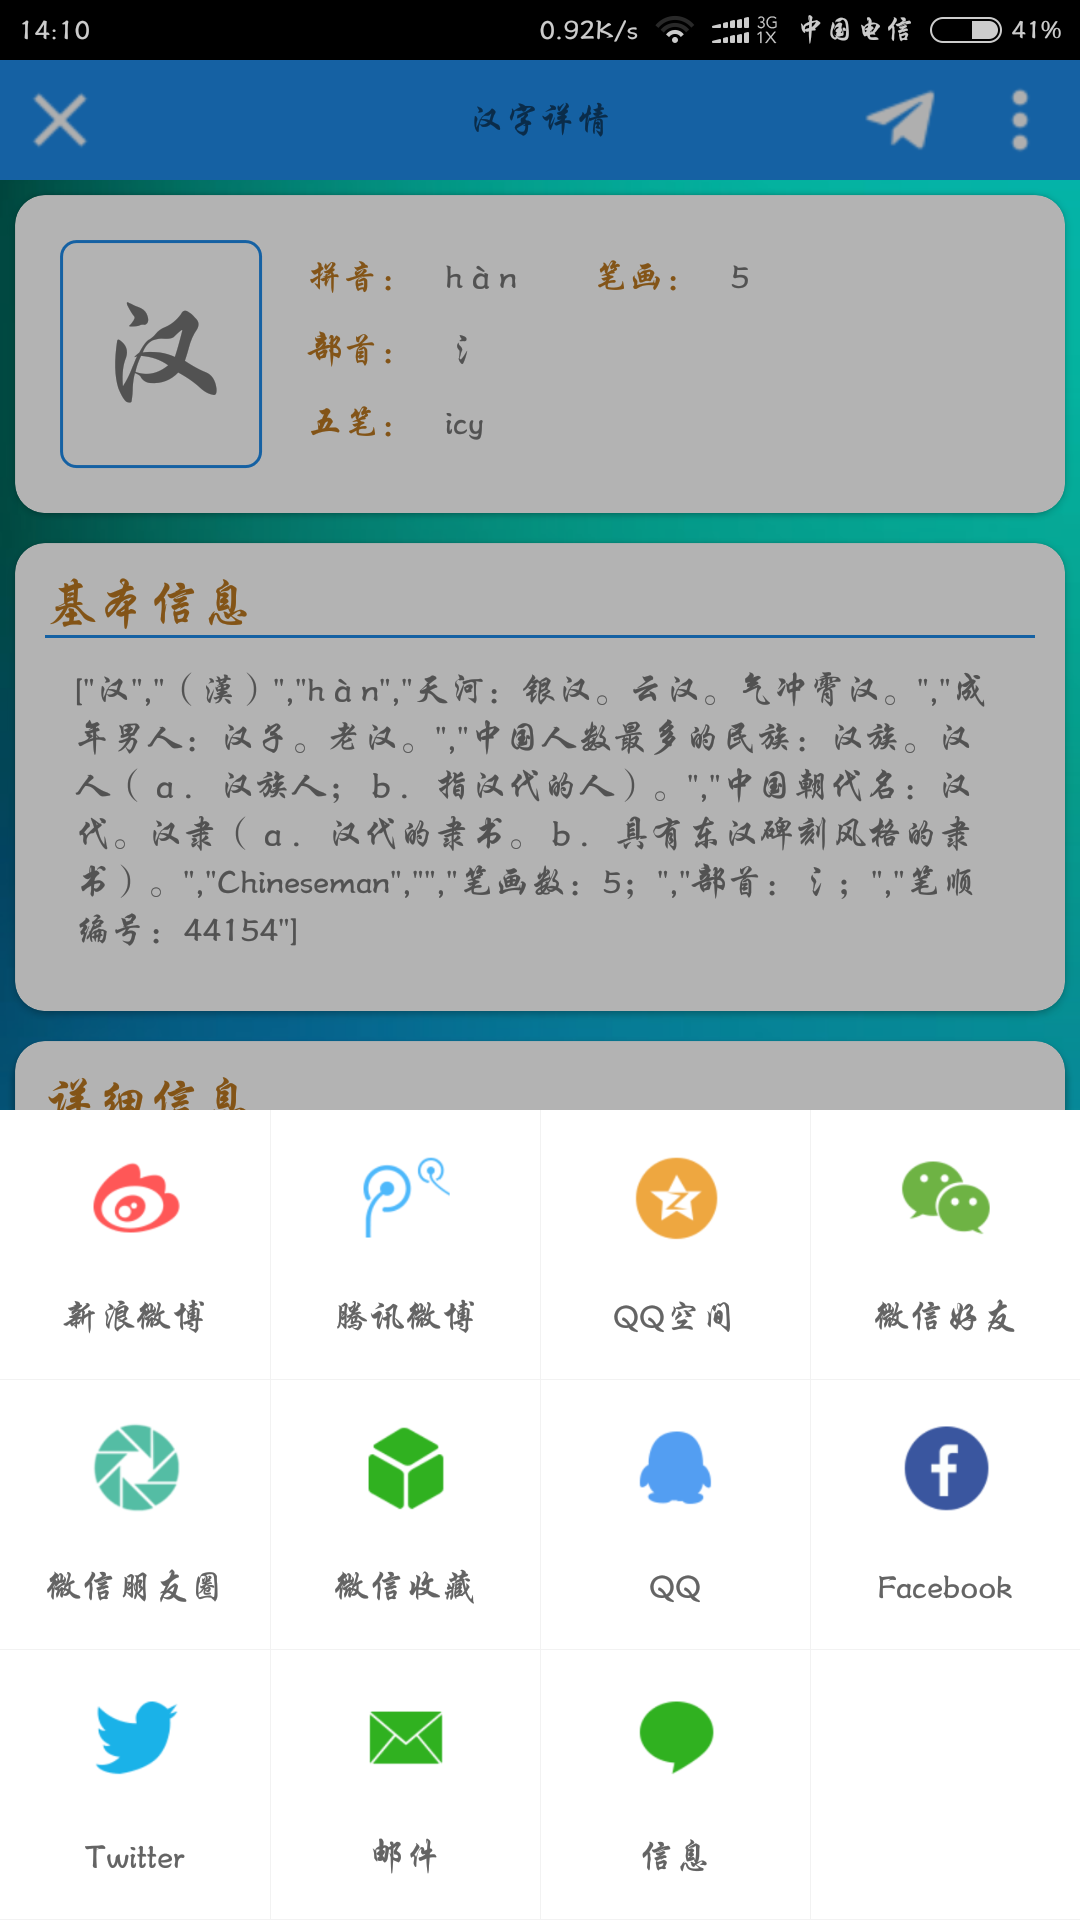 14:10 0.92K/s 3G 1X 中国电信 41%
汉字详情
汉
拼音： hàn 笔画： 5
部首： 氵
五笔： icy
基本信息
["汉","（漢）","hàn","天河：银汉。云汉。气冲霄汉。","成
年男人：汉子。老汉。","中国人数最多的民族：汉族。汉
人（a．汉族人；b．指汉代的人）。","中国朝代名：汉
代。汉隶（a．汉代的隶书。b．具有东汉碑刻风格的隶
书）。","Chineseman","","笔画数：5；","部首：氵；","笔顺
编号：44154"]
详细信息
新浪微博 腾讯微博 QQ空间 微信好友
微信朋友圈 微信收藏 QQ Facebook
Twitter 邮件 信息